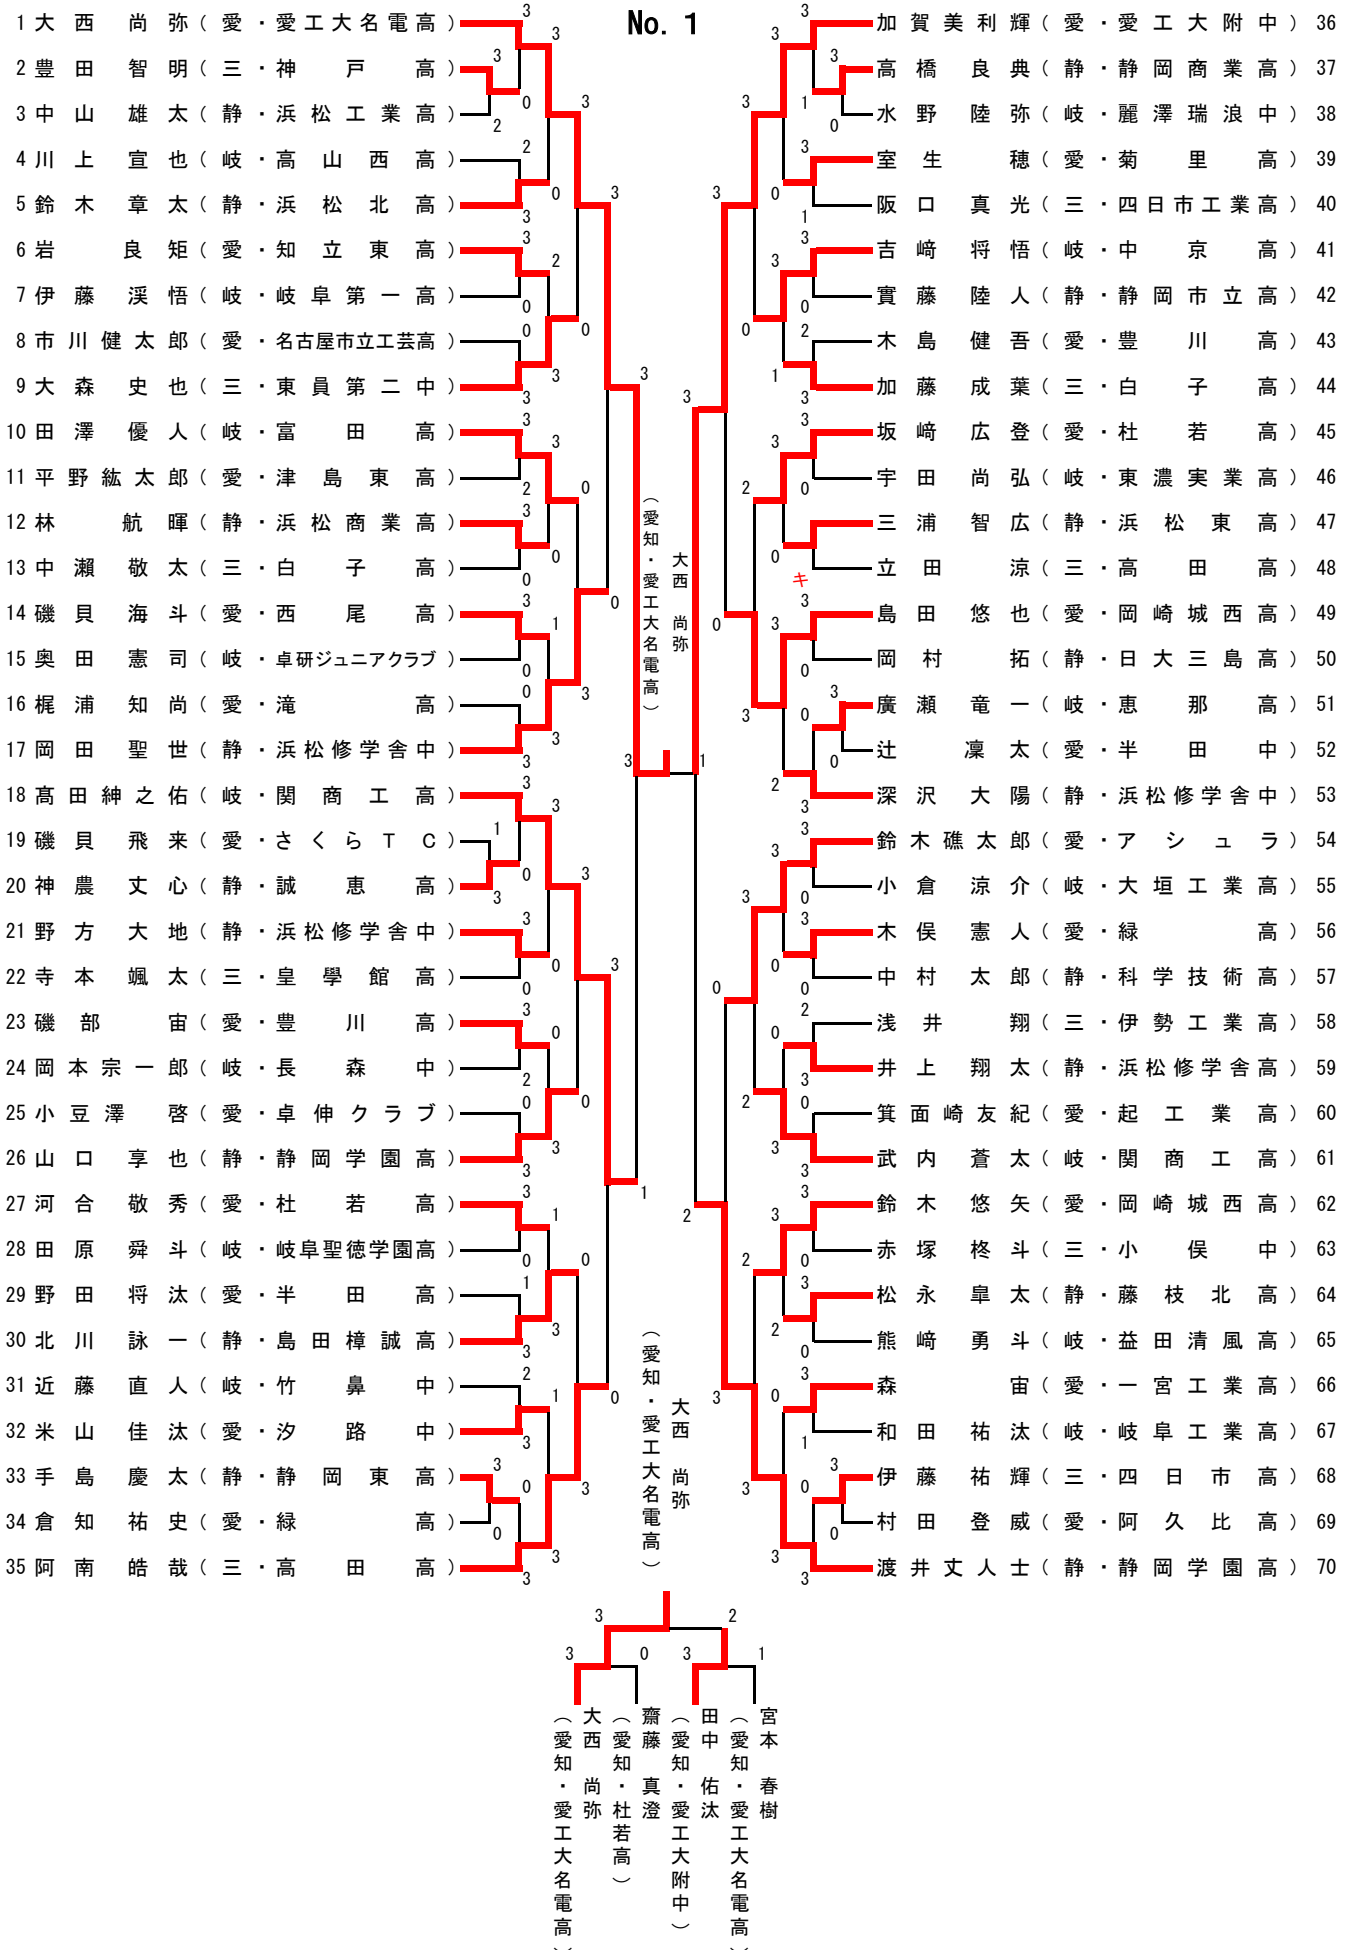 No. 1
1 大西 尚弥 (愛・愛工大名電高)
2 豊田 智明 (三・神戸高)
3 中山 雄太 (静・浜松工業高)
4 川上 宣也 (岐・高山西高)
5 鈴木 章太 (静・浜松北高)
6 岩 良矩 (愛・知立東高)
7 伊藤 渓悟 (岐・岐阜第一高)
8 市川健太郎 (愛・名古屋市立工芸高)
9 大森 史也 (三・東員第二中)
10 田澤 優人 (岐・富田高)
11 平野紘太郎 (愛・津島東高)
12 林 航暉 (静・浜松商業高)
13 中瀬 敬太 (三・白子高)
14 磯貝 海斗 (愛・西尾高)
15 奥田 憲司 (岐・卓研ジュニアクラブ)
16 梶浦 知尚 (愛・滝高)
17 岡田 聖世 (静・浜松修学舎中)
18 髙田紳之佑 (岐・関商工高)
19 磯貝 飛来 (愛・さくらTC)
20 神農 丈心 (静・誠恵高)
21 野方 大地 (静・浜松修学舎中)
22 寺本 颯太 (三・皇學館高)
23 磯部 宙 (愛・豊川高)
24 岡本宗一郎 (岐・長森中)
25 小豆澤 啓 (愛・卓伸クラブ)
26 山口 享也 (静・静岡学園高)
27 河合 敬秀 (愛・杜若高)
28 田原 舜斗 (岐・岐阜聖徳学園高)
29 野田 将汰 (愛・半田高)
30 北川 詠一 (静・島田樟誠高)
31 近藤 直人 (岐・竹鼻中)
32 米山 佳汰 (愛・汐路中)
33 手島 慶太 (静・静岡東高)
34 倉知 祐史 (愛・緑高)
35 阿南 皓哉 (三・高田高)
加賀美利輝 (愛・愛工大附中) 36
高橋 良典 (静・静岡商業高) 37
水野 陸弥 (岐・麗澤瑞浪中) 38
室生 穂 (愛・菊里高) 39
阪口 真光 (三・四日市工業高) 40
吉﨑 将悟 (岐・中京高) 41
實藤 陸人 (静・静岡市立高) 42
木島 健吾 (愛・豊川高) 43
加藤 成葉 (三・白子高) 44
坂﨑 広登 (愛・杜若高) 45
宇田 尚弘 (岐・東濃実業高) 46
三浦 智広 (静・浜松東高) 47
立田 涼 (三・高田高) 48
キ
島田 悠也 (愛・岡崎城西高) 49
岡村 拓 (静・日大三島高) 50
廣瀬 竜一 (岐・恵那高) 51
辻 凜太 (愛・半田中) 52
深沢 大陽 (静・浜松修学舎中) 53
鈴木礁太郎 (愛・アシュラ) 54
小倉 涼介 (岐・大垣工業高) 55
木俣 憲人 (愛・緑高) 56
中村 太郎 (静・科学技術高) 57
浅井 翔 (三・伊勢工業高) 58
井上 翔太 (静・浜松修学舎高) 59
箕面崎友紀 (愛・起工業高) 60
武内 蒼太 (岐・関商工高) 61
鈴木 悠矢 (愛・岡崎城西高) 62
赤塚 柊斗 (三・小俣中) 63
松永 皐太 (静・藤枝北高) 64
熊﨑 勇斗 (岐・益田清風高) 65
森 宙 (愛・一宮工業高) 66
和田 祐汰 (岐・岐阜工業高) 67
伊藤 祐輝 (三・四日市高) 68
村田 登威 (愛・阿久比高) 69
渡井丈人士 (静・静岡学園高) 70
大西 尚弥
(愛知・愛工大名電高)
大西 尚弥
(愛知・愛工大名電高)
3 2
3 0 3 1
大西 尚弥
(愛知・愛工大名電高)
齋藤 真澄
(愛知・杜若高)
田中 佑汰
(愛知・愛工大附中)
宮本 春樹
(愛知・愛工大名電高)